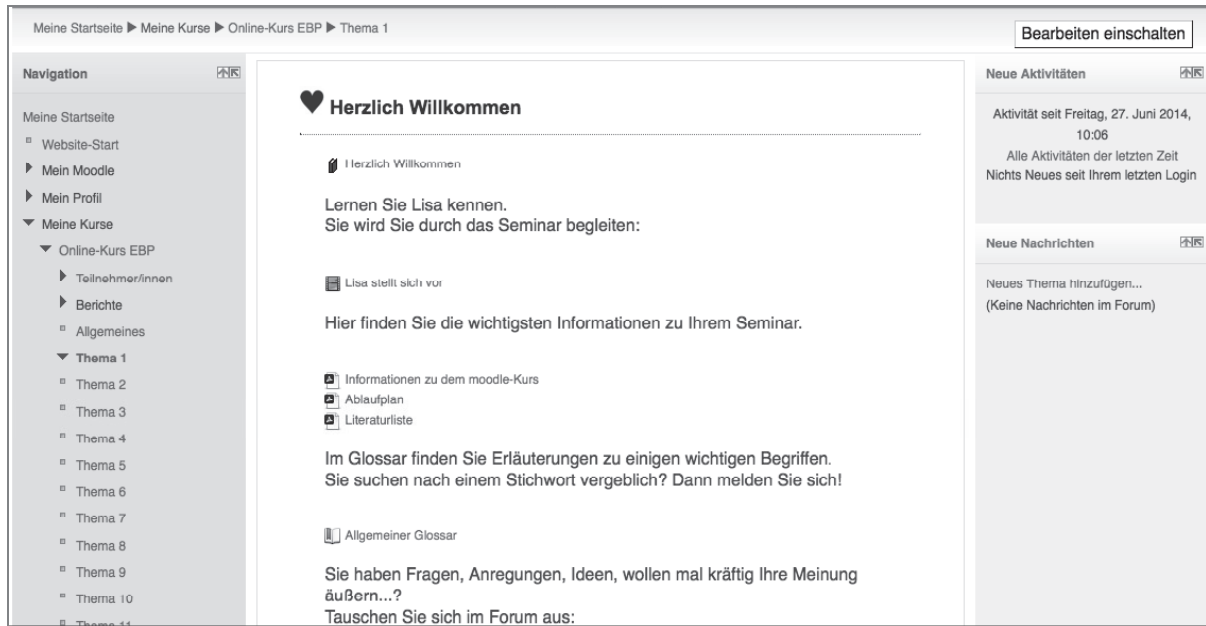 Meine Startseite ▶ Meine Kurse ▶ Online-Kurs EBP ▶ Thema 1
Bearbeiten einschalten
Navigation
Meine Startseite
Website-Start
Mein Moodle
Mein Profil
Meine Kurse
Online-Kurs EBP
Teilnehmer/innen
Berichte
Allgemeines
Thema 1
Thema 2
Thema 3
Thema 4
Thema 5
Thema 6
Thema 7
Thema 8
Thema 9
Thema 10
Thema 11
Herzlich Willkommen
Herzlich Willkommen
Lernen Sie Lisa kennen.
Sie wird Sie durch das Seminar begleiten:
Lisa stellt sich vor
Hier finden Sie die wichtigsten Informationen zu Ihrem Seminar.
Informationen zu dem moodle-Kurs
Ablaufplan
Literaturliste
Im Glossar finden Sie Erläuterungen zu einigen wichtigen Begriffen.
Sie suchen nach einem Stichwort vergeblich? Dann melden Sie sich!
Allgemeiner Glossar
Sie haben Fragen, Anregungen, Ideen, wollen mal kräftig Ihre Meinung
äußern...?
Tauschen Sie sich im Forum aus:
Neue Aktivitäten
Aktivität seit Freitag, 27. Juni 2014,
10:06
Alle Aktivitäten der letzten Zeit
Nichts Neues seit Ihrem letzten Login
Neue Nachrichten
Neues Thema hinzufügen...
(Keine Nachrichten im Forum)